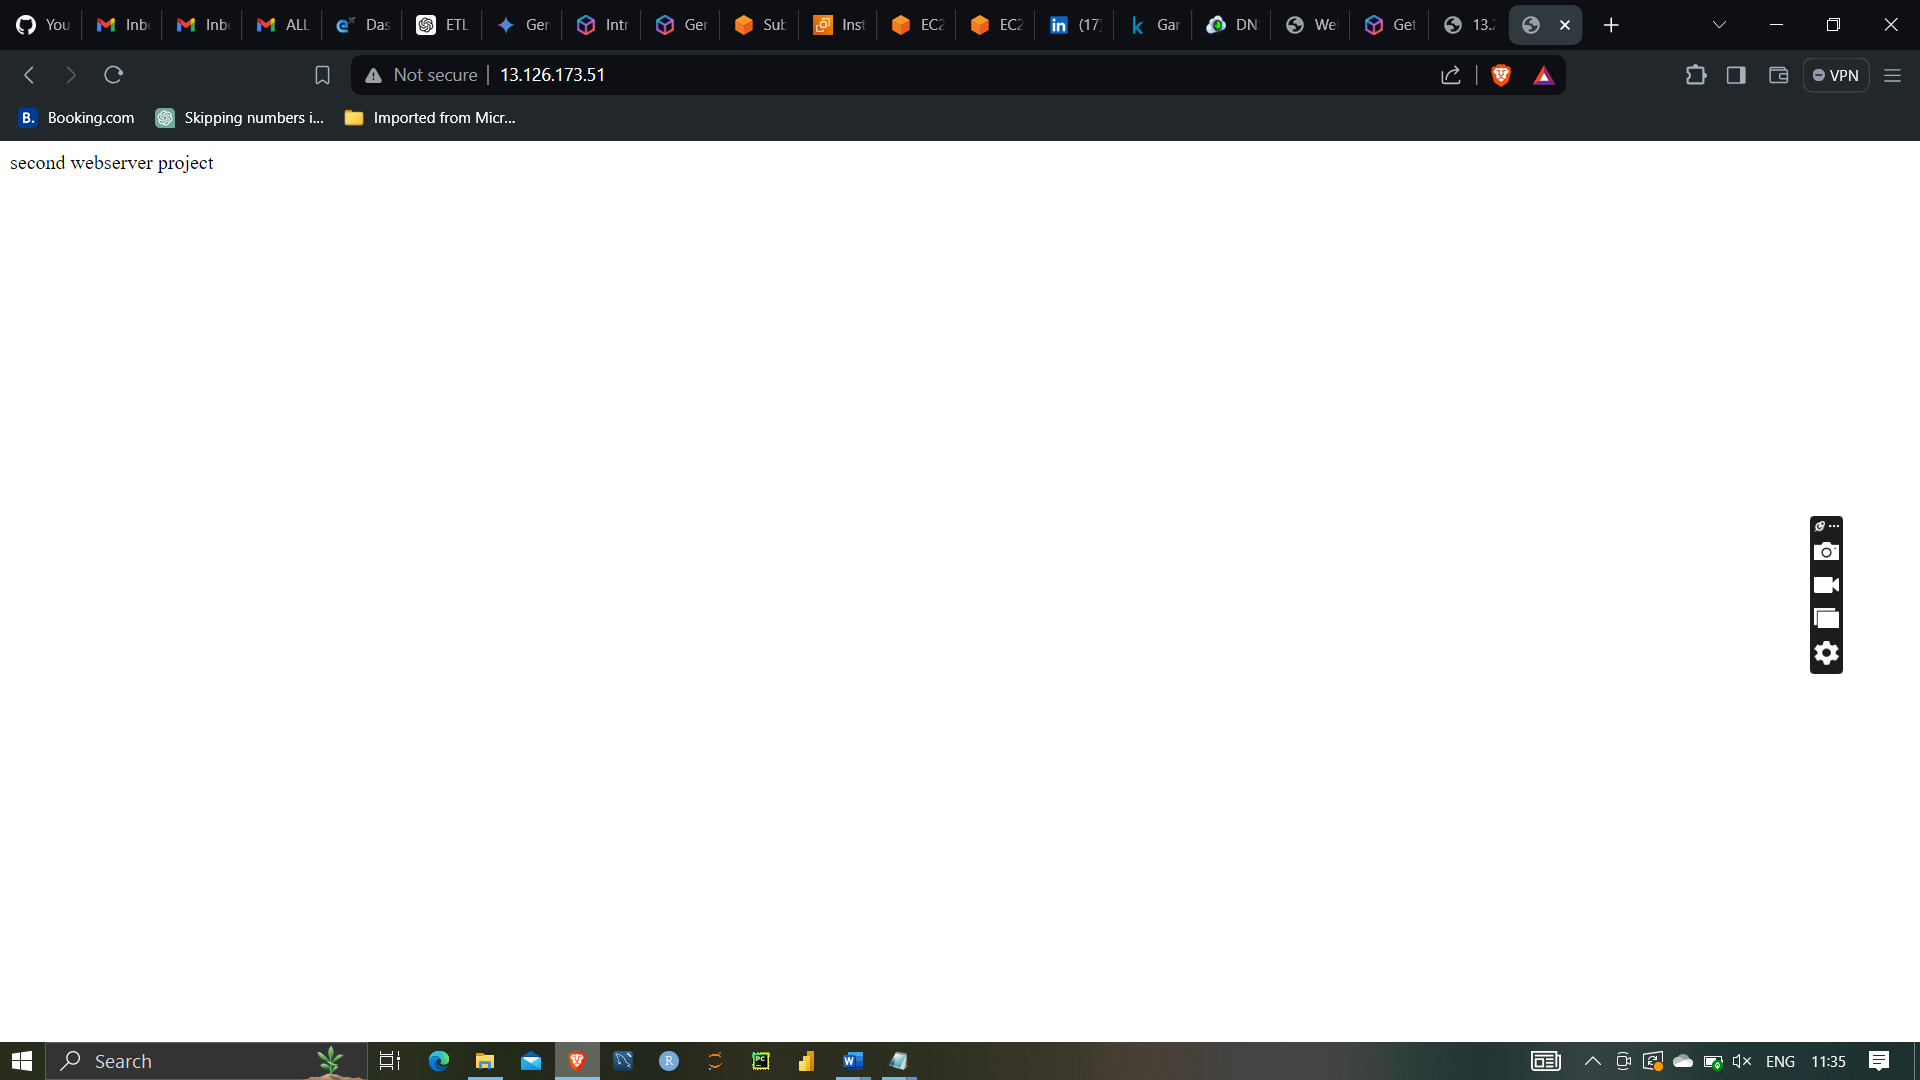 You
Inb
Inb
ALL
Das
ETL
Gen
Intr
Ger
Sub
Inst
EC2
EC2
(17)
Gar
DN
We
Get
13.2
Not secure
13.126.173.51
VPN
B. Booking.com
Skipping numbers i...
Imported from Micr...
second webserver project
Search
ENG
11:35